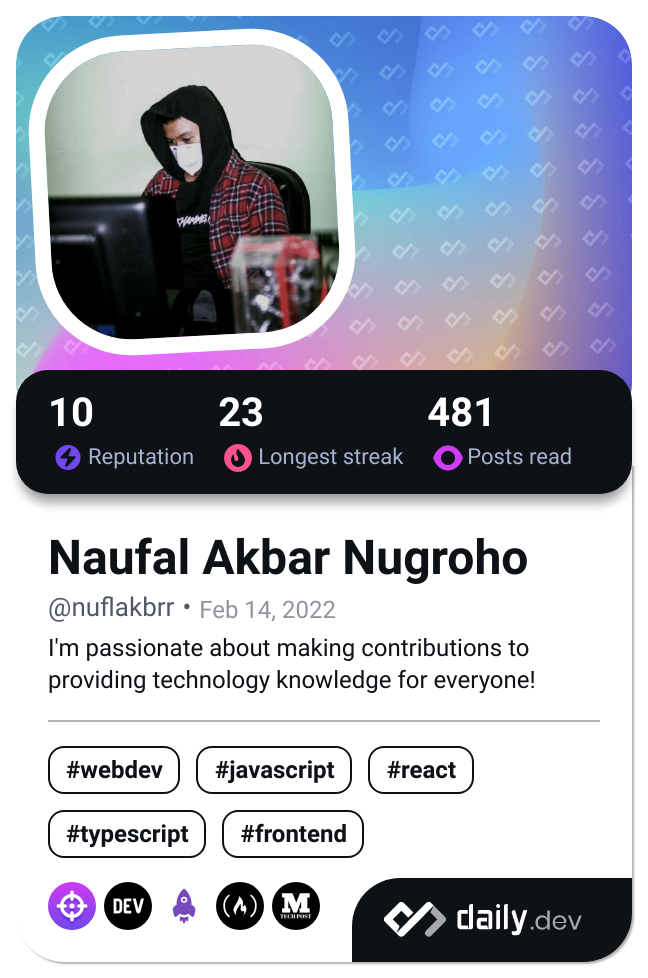 10 23 481
Reputation Longest streak Posts read
Naufal Akbar Nugroho
@nuflakbrr • Feb 14, 2022
I'm passionate about making contributions to
providing technology knowledge for everyone!
#webdev #javascript #react
#typescript #frontend
DEV M
TECH POST
daily.dev